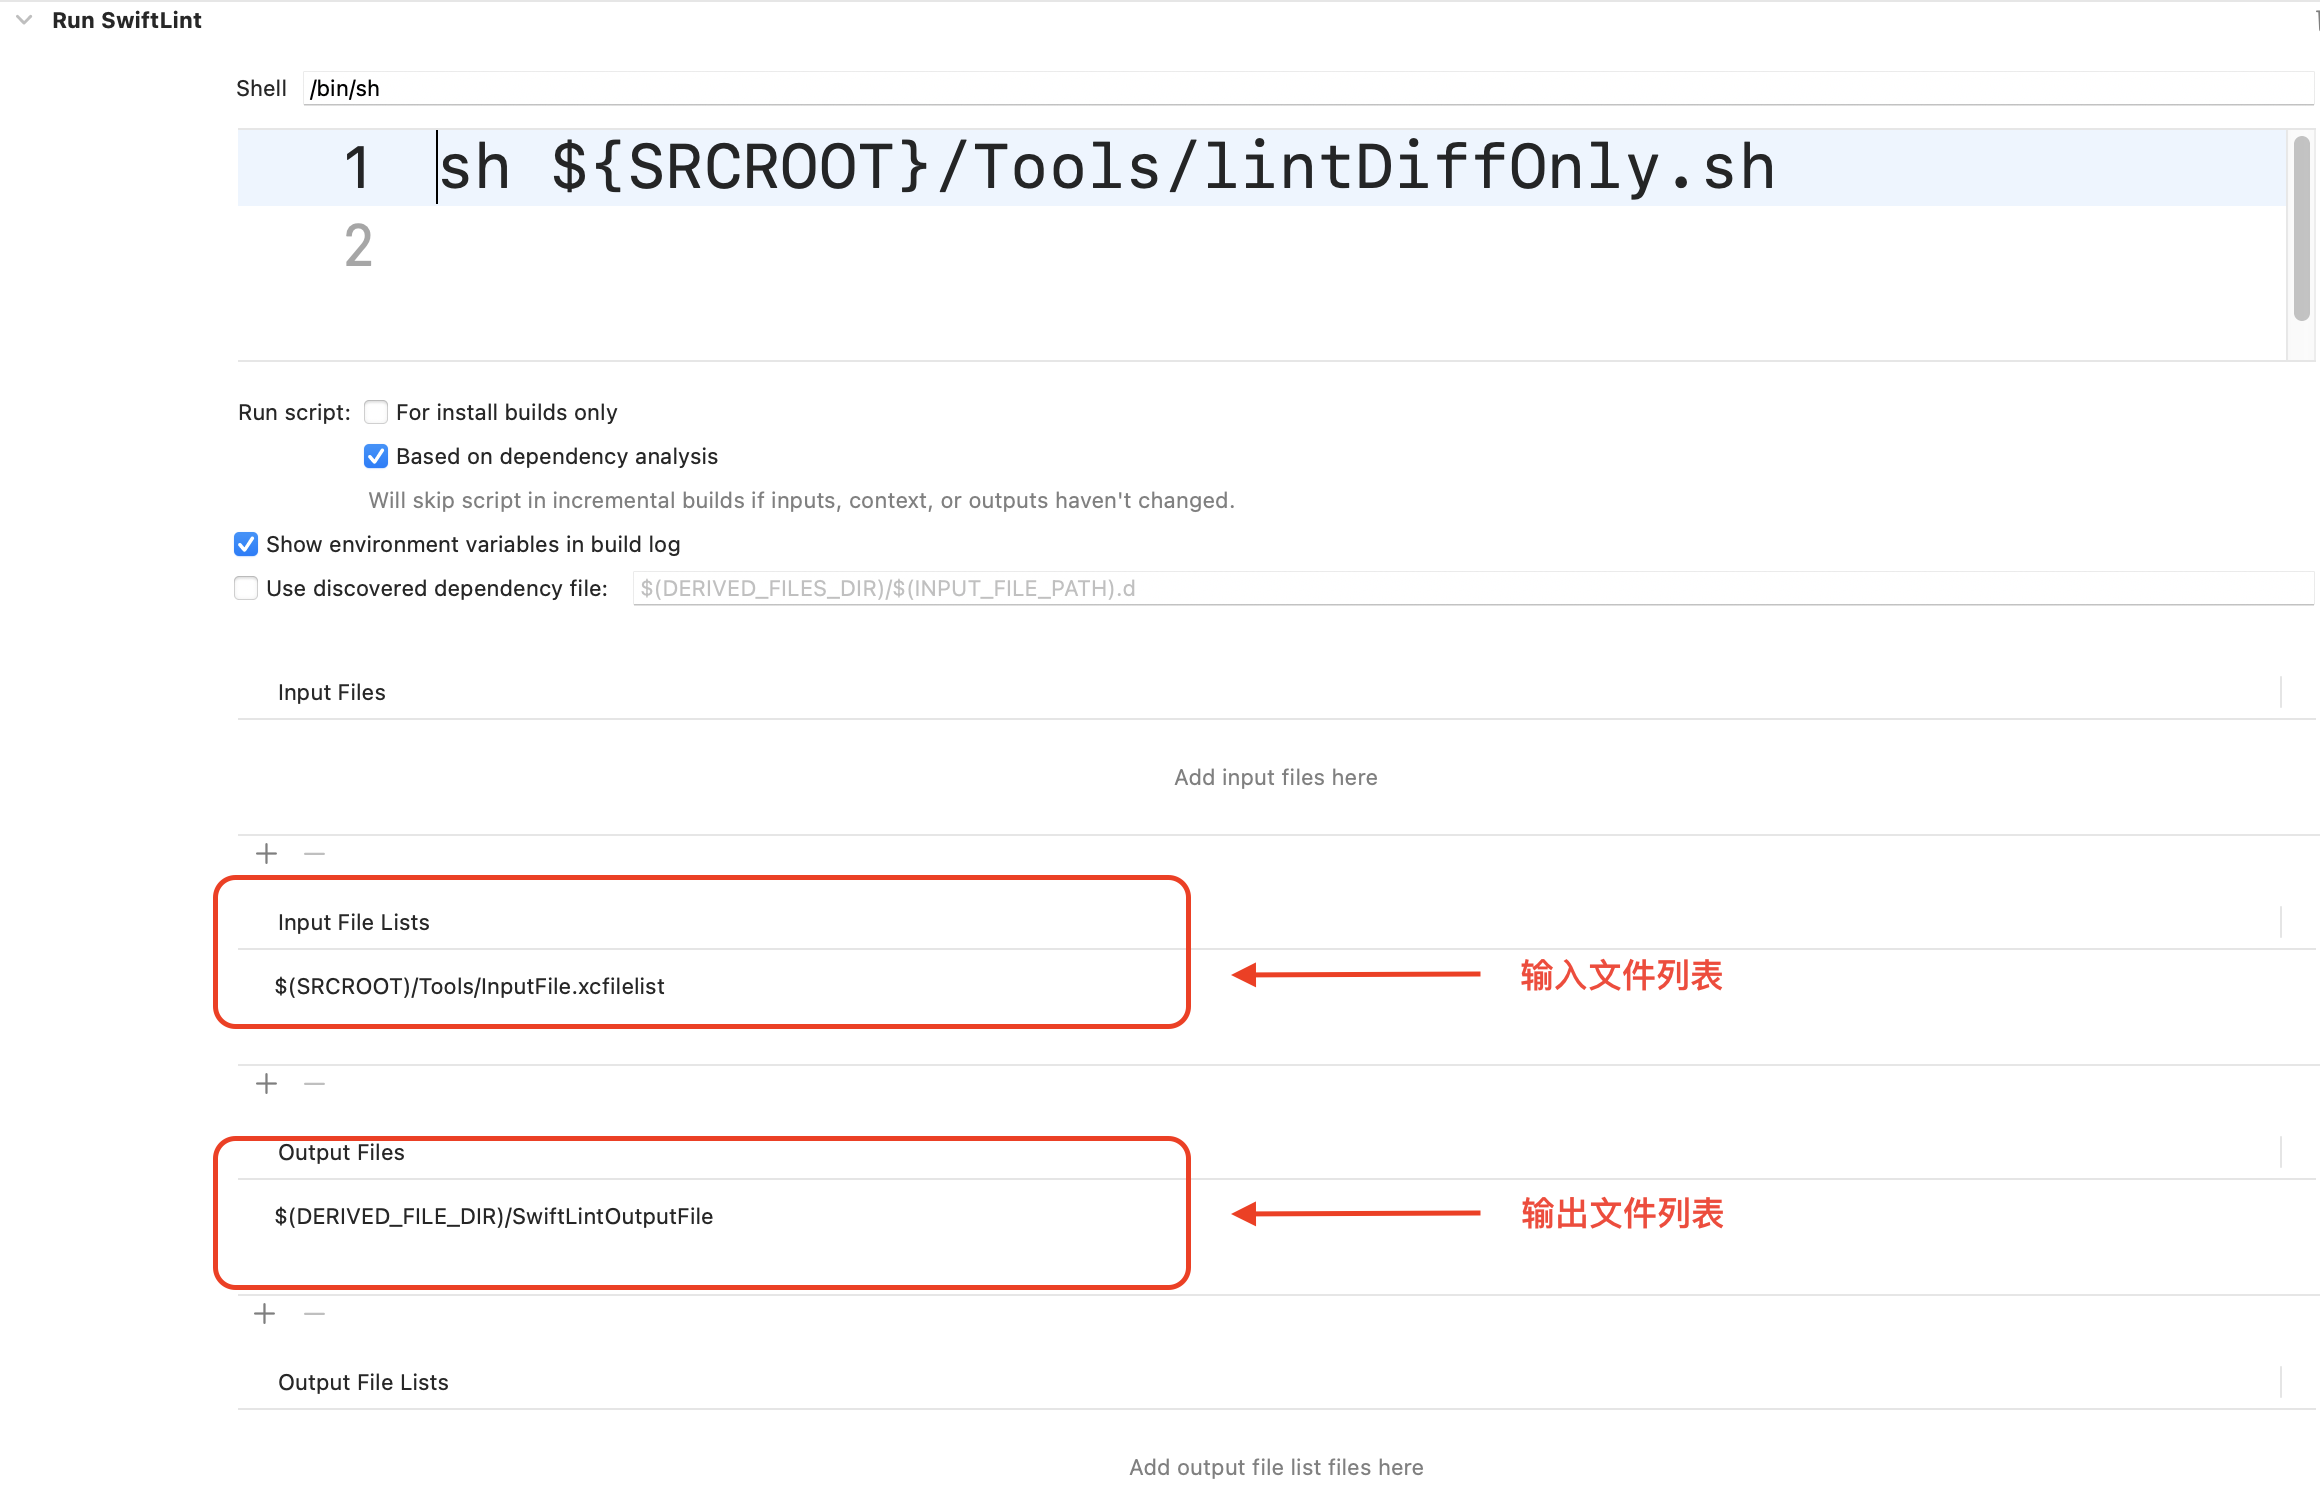 Run SwiftLint
Shell /bin/sh
1 sh ${SRCROOT}/Tools/lintDiffOnly.sh
2
Run script: For install builds only
Based on dependency analysis
Will skip script in incremental builds if inputs, context, or outputs haven't changed.
Show environment variables in build log
Use discovered dependency file: $(DERIVED_FILES_DIR)/$(INPUT_FILE_PATH).d
Input Files
Add input files here
Input File Lists
$(SRCROOT)/Tools/InputFile.xcfilelist
输入文件列表
Output Files
$(DERIVED_FILE_DIR)/SwiftLintOutputFile
输出文件列表
Output File Lists
Add output file list files here